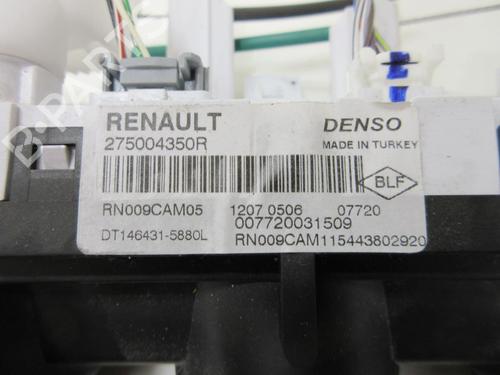 RENAULT DENSO
275004350R MADE IN TURKEY
BLF
RN009CAM05 1207 0506 07720
007720031509
DT146431-5880L RN009CAM115443802920